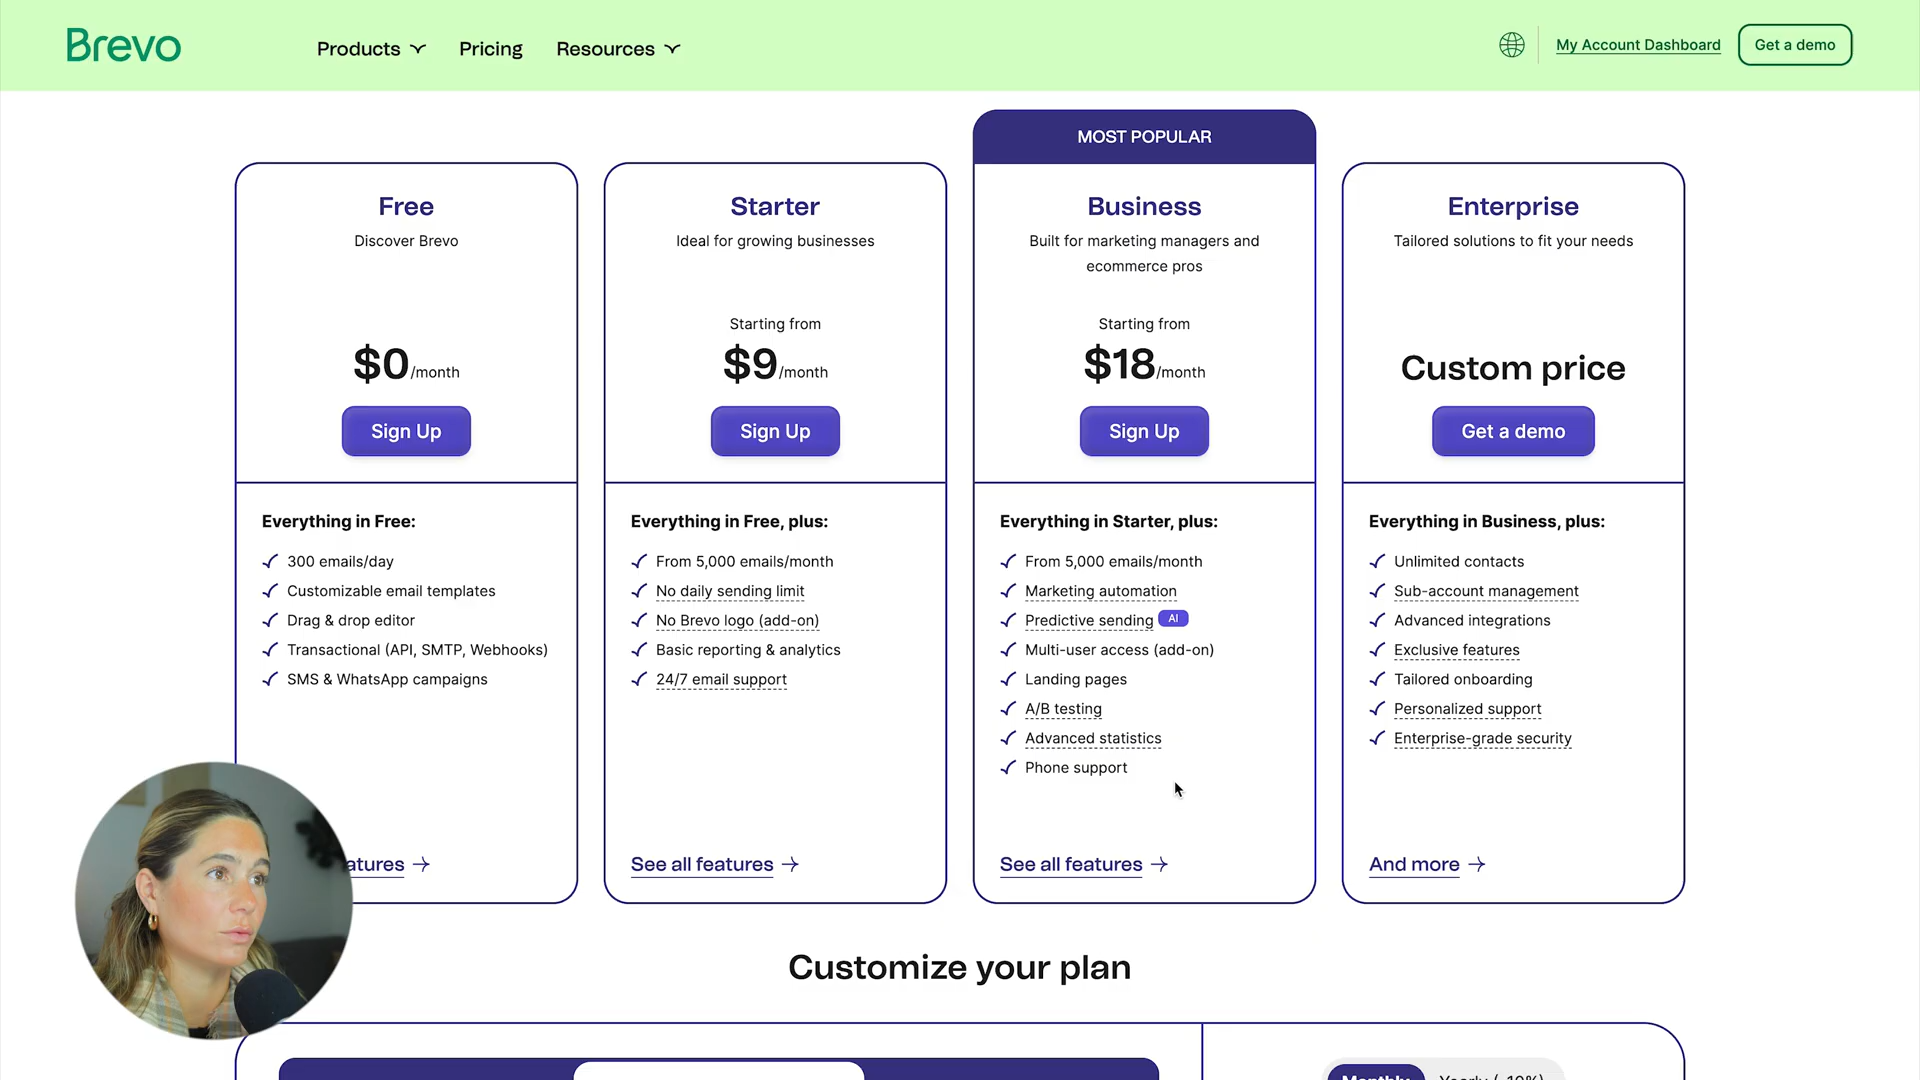 Brevo
Products
Pricing
Resources
My Account Dashboard
Get a demo
MOST POPULAR
Free
Discover Brevo
$0/month
Sign Up
Everything in Free:
300 emails/day
Customizable email templates
Drag & drop editor
Transactional (API, SMTP, Webhooks)
SMS & WhatsApp campaigns
atures →
Starter
Ideal for growing businesses
Starting from
$9/month
Sign Up
Everything in Free, plus:
From 5,000 emails/month
No daily sending limit
No Brevo logo (add-on)
Basic reporting & analytics
24/7 email support
See all features →
Business
Built for marketing managers and
ecommerce pros
Starting from
$18/month
Sign Up
Everything in Starter, plus:
From 5,000 emails/month
Marketing automation
Predictive sending AI
Multi-user access (add-on)
Landing pages
A/B testing
Advanced statistics
Phone support
See all features →
Enterprise
Tailored solutions to fit your needs
Custom price
Get a demo
Everything in Business, plus:
Unlimited contacts
Sub-account management
Advanced integrations
Exclusive features
Tailored onboarding
Personalized support
Enterprise-grade security
And more →
Customize your plan
Monthly
Yearly (-10%)